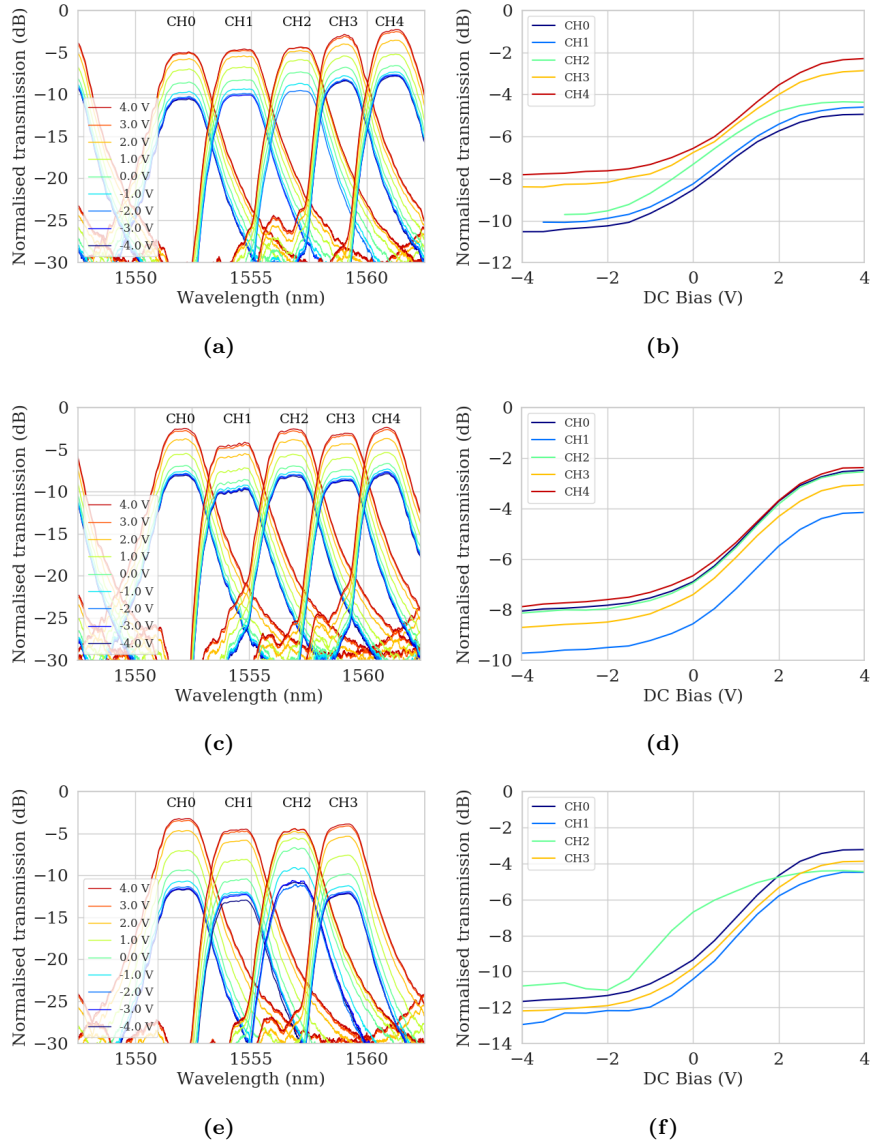 CH0 CH1 CH2 CH3 CH4
0
−5
−10
−15
−20
−25
−30
Normalised transmission (dB)
4.0 V
3.0 V
2.0 V
1.0 V
0.0 V
-1.0 V
-2.0 V
-3.0 V
-4.0 V
1550 1555 1560
Wavelength (nm)
(a)
0
−2
−4
−6
−8
−10
−12
Normalised transmission (dB)
CH0
CH1
CH2
CH3
CH4
−4 −2 0 2 4
DC Bias (V)
(b)
CH0 CH1 CH2 CH3 CH4
0
−5
−10
−15
−20
−25
−30
Normalised transmission (dB)
4.0 V
3.0 V
2.0 V
1.0 V
0.0 V
-1.0 V
-2.0 V
-3.0 V
-4.0 V
1550 1555 1560
Wavelength (nm)
(c)
0
−2
−4
−6
−8
−10
Normalised transmission (dB)
CH0
CH1
CH2
CH3
CH4
−4 −2 0 2 4
DC Bias (V)
(d)
CH0 CH1 CH2 CH3
0
−5
−10
−15
−20
−25
−30
Normalised transmission (dB)
4.0 V
3.0 V
2.0 V
1.0 V
0.0 V
-1.0 V
-2.0 V
-3.0 V
-4.0 V
1550 1555 1560
Wavelength (nm)
(e)
0
−2
−4
−6
−8
−10
−12
−14
Normalised transmission (dB)
CH0
CH1
CH2
CH3
−4 −2 0 2 4
DC Bias (V)
(f)